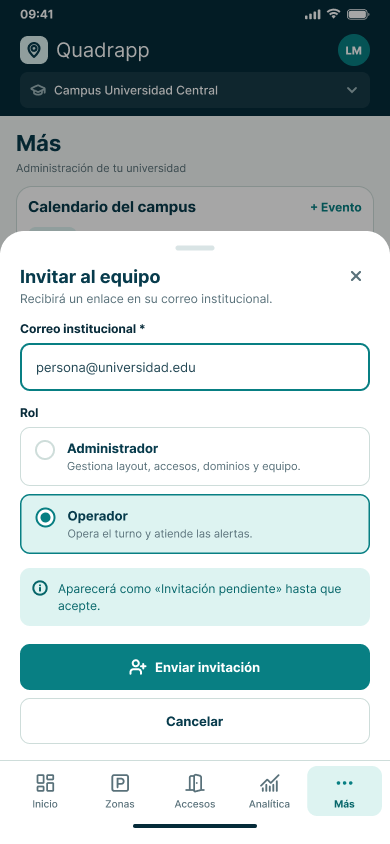 09:41
Quadrapp
LM
Campus Universidad Central
Más
Administración de tu universidad
Calendario del campus
+ Evento
Invitar al equipo
Recibirá un enlace en su correo institucional.
Correo institucional *
persona@universidad.edu
Rol
Administrador
Gestiona layout, accesos, dominios y equipo.
Operador
Opera el turno y atiende las alertas.
Aparecerá como «Invitación pendiente» hasta que
acepte.
Enviar invitación
Cancelar
Inicio
P
Zonas
Accesos
Analítica
Más